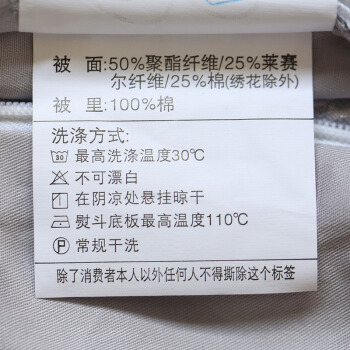 被 面:50%聚酯纤维/25%莱赛
尔纤维/25%棉(绣花除外)
被 里:100%棉
洗涤方式:
30 最高洗涤温度30℃
不可漂白
在阴凉处悬挂晾干
熨斗底板最高温度110℃
P 常规干洗
除了消费者本人以外任何人不得撕除这个标签